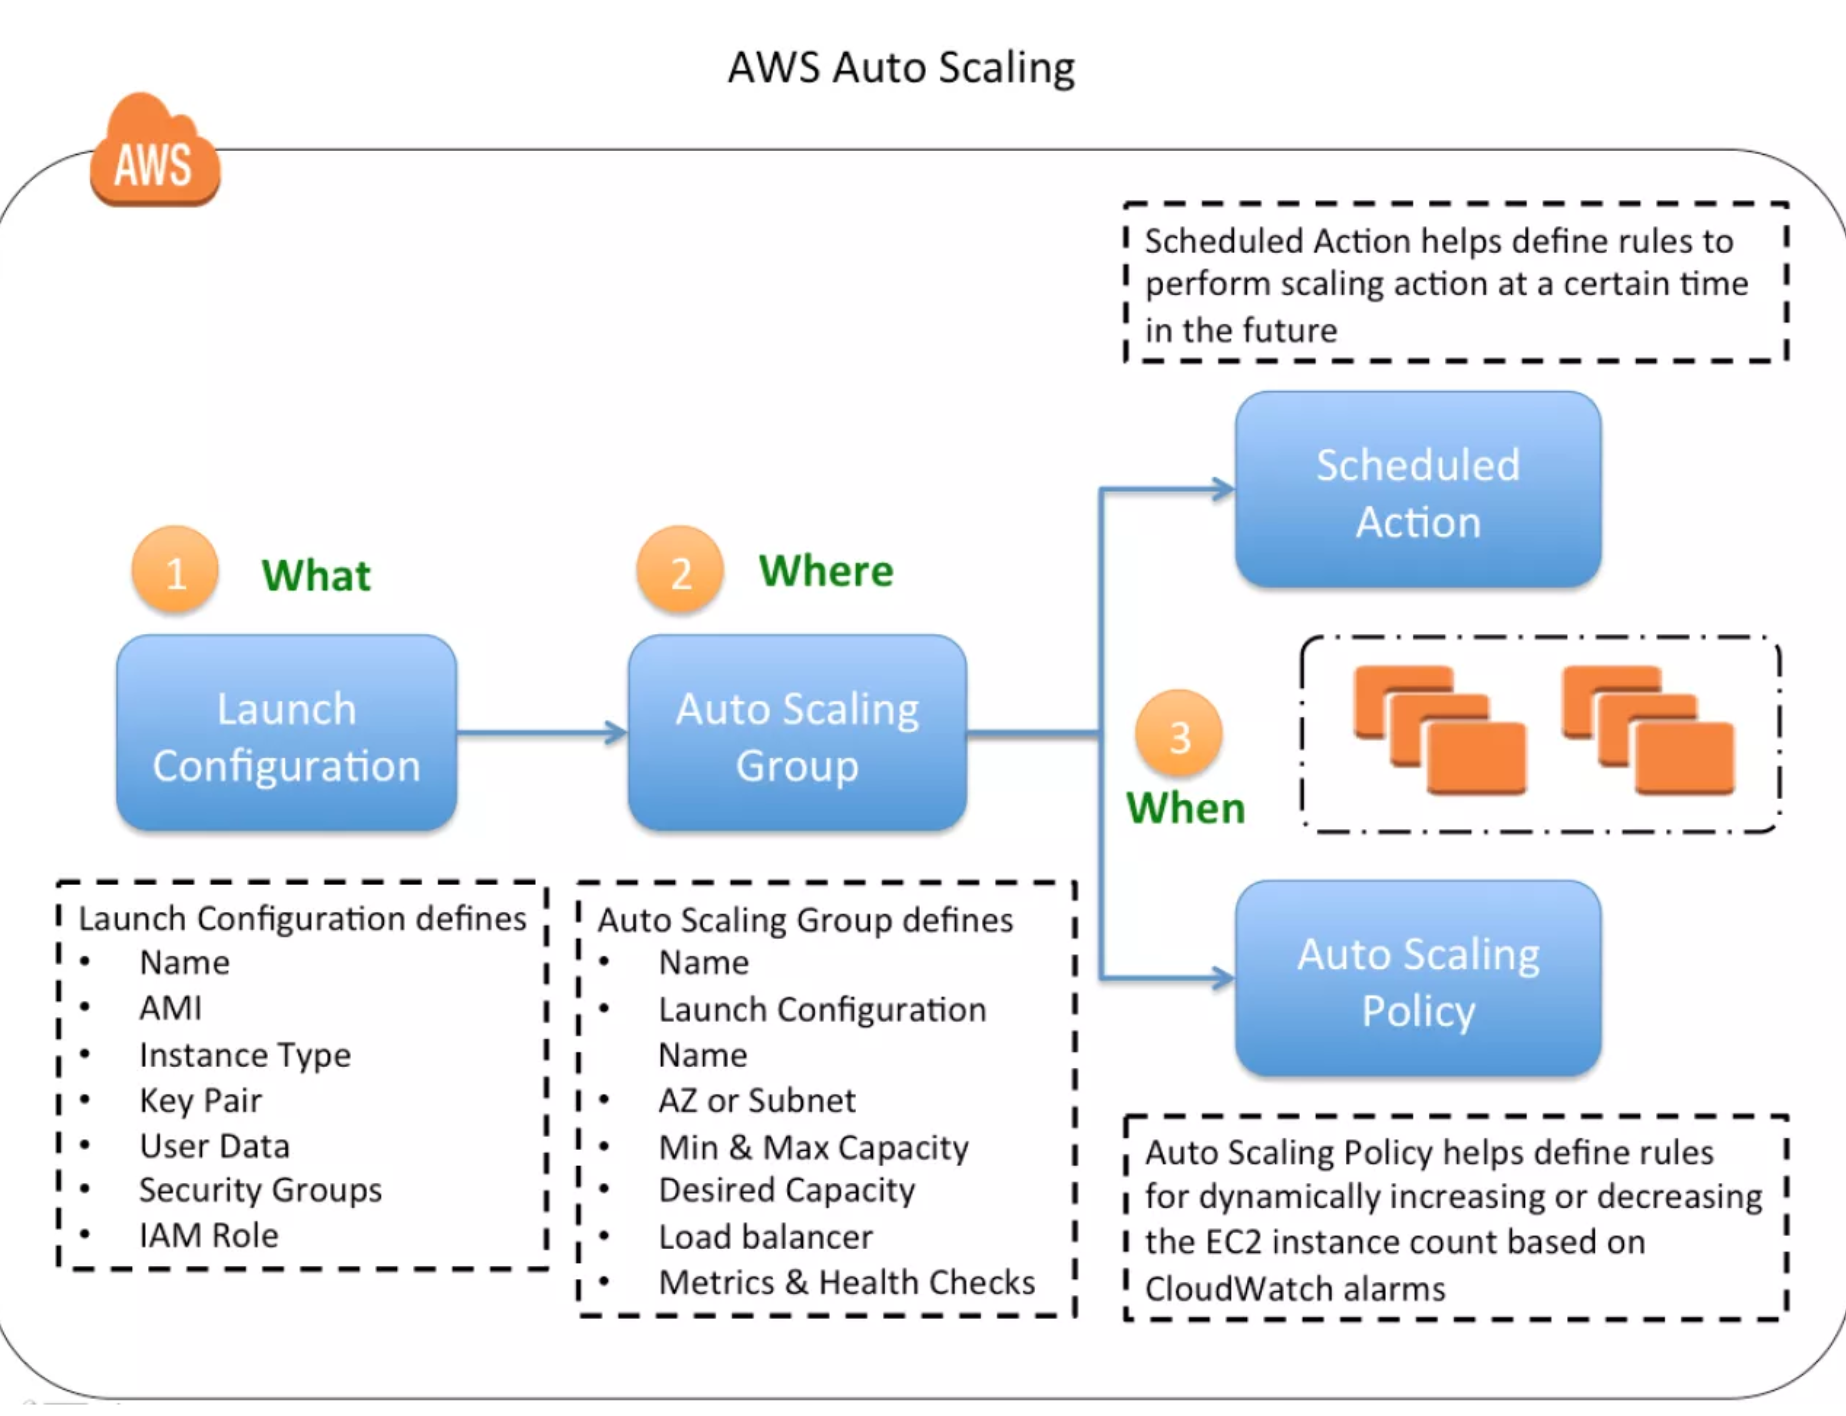 AWS Auto Scaling
AWS
Scheduled Action helps define rules to
perform scaling action at a certain time
in the future
Scheduled
Action
1
What
2
Where
Launch
Configuration
Auto Scaling
Group
3
When
Launch Configuration defines
• Name
• AMI
• Instance Type
• Key Pair
• User Data
• Security Groups
• IAM Role
Auto Scaling Group defines
• Name
• Launch Configuration
Name
• AZ or Subnet
• Min & Max Capacity
• Desired Capacity
• Load balancer
• Metrics & Health Checks
Auto Scaling
Policy
Auto Scaling Policy helps define rules
for dynamically increasing or decreasing
the EC2 instance count based on
CloudWatch alarms